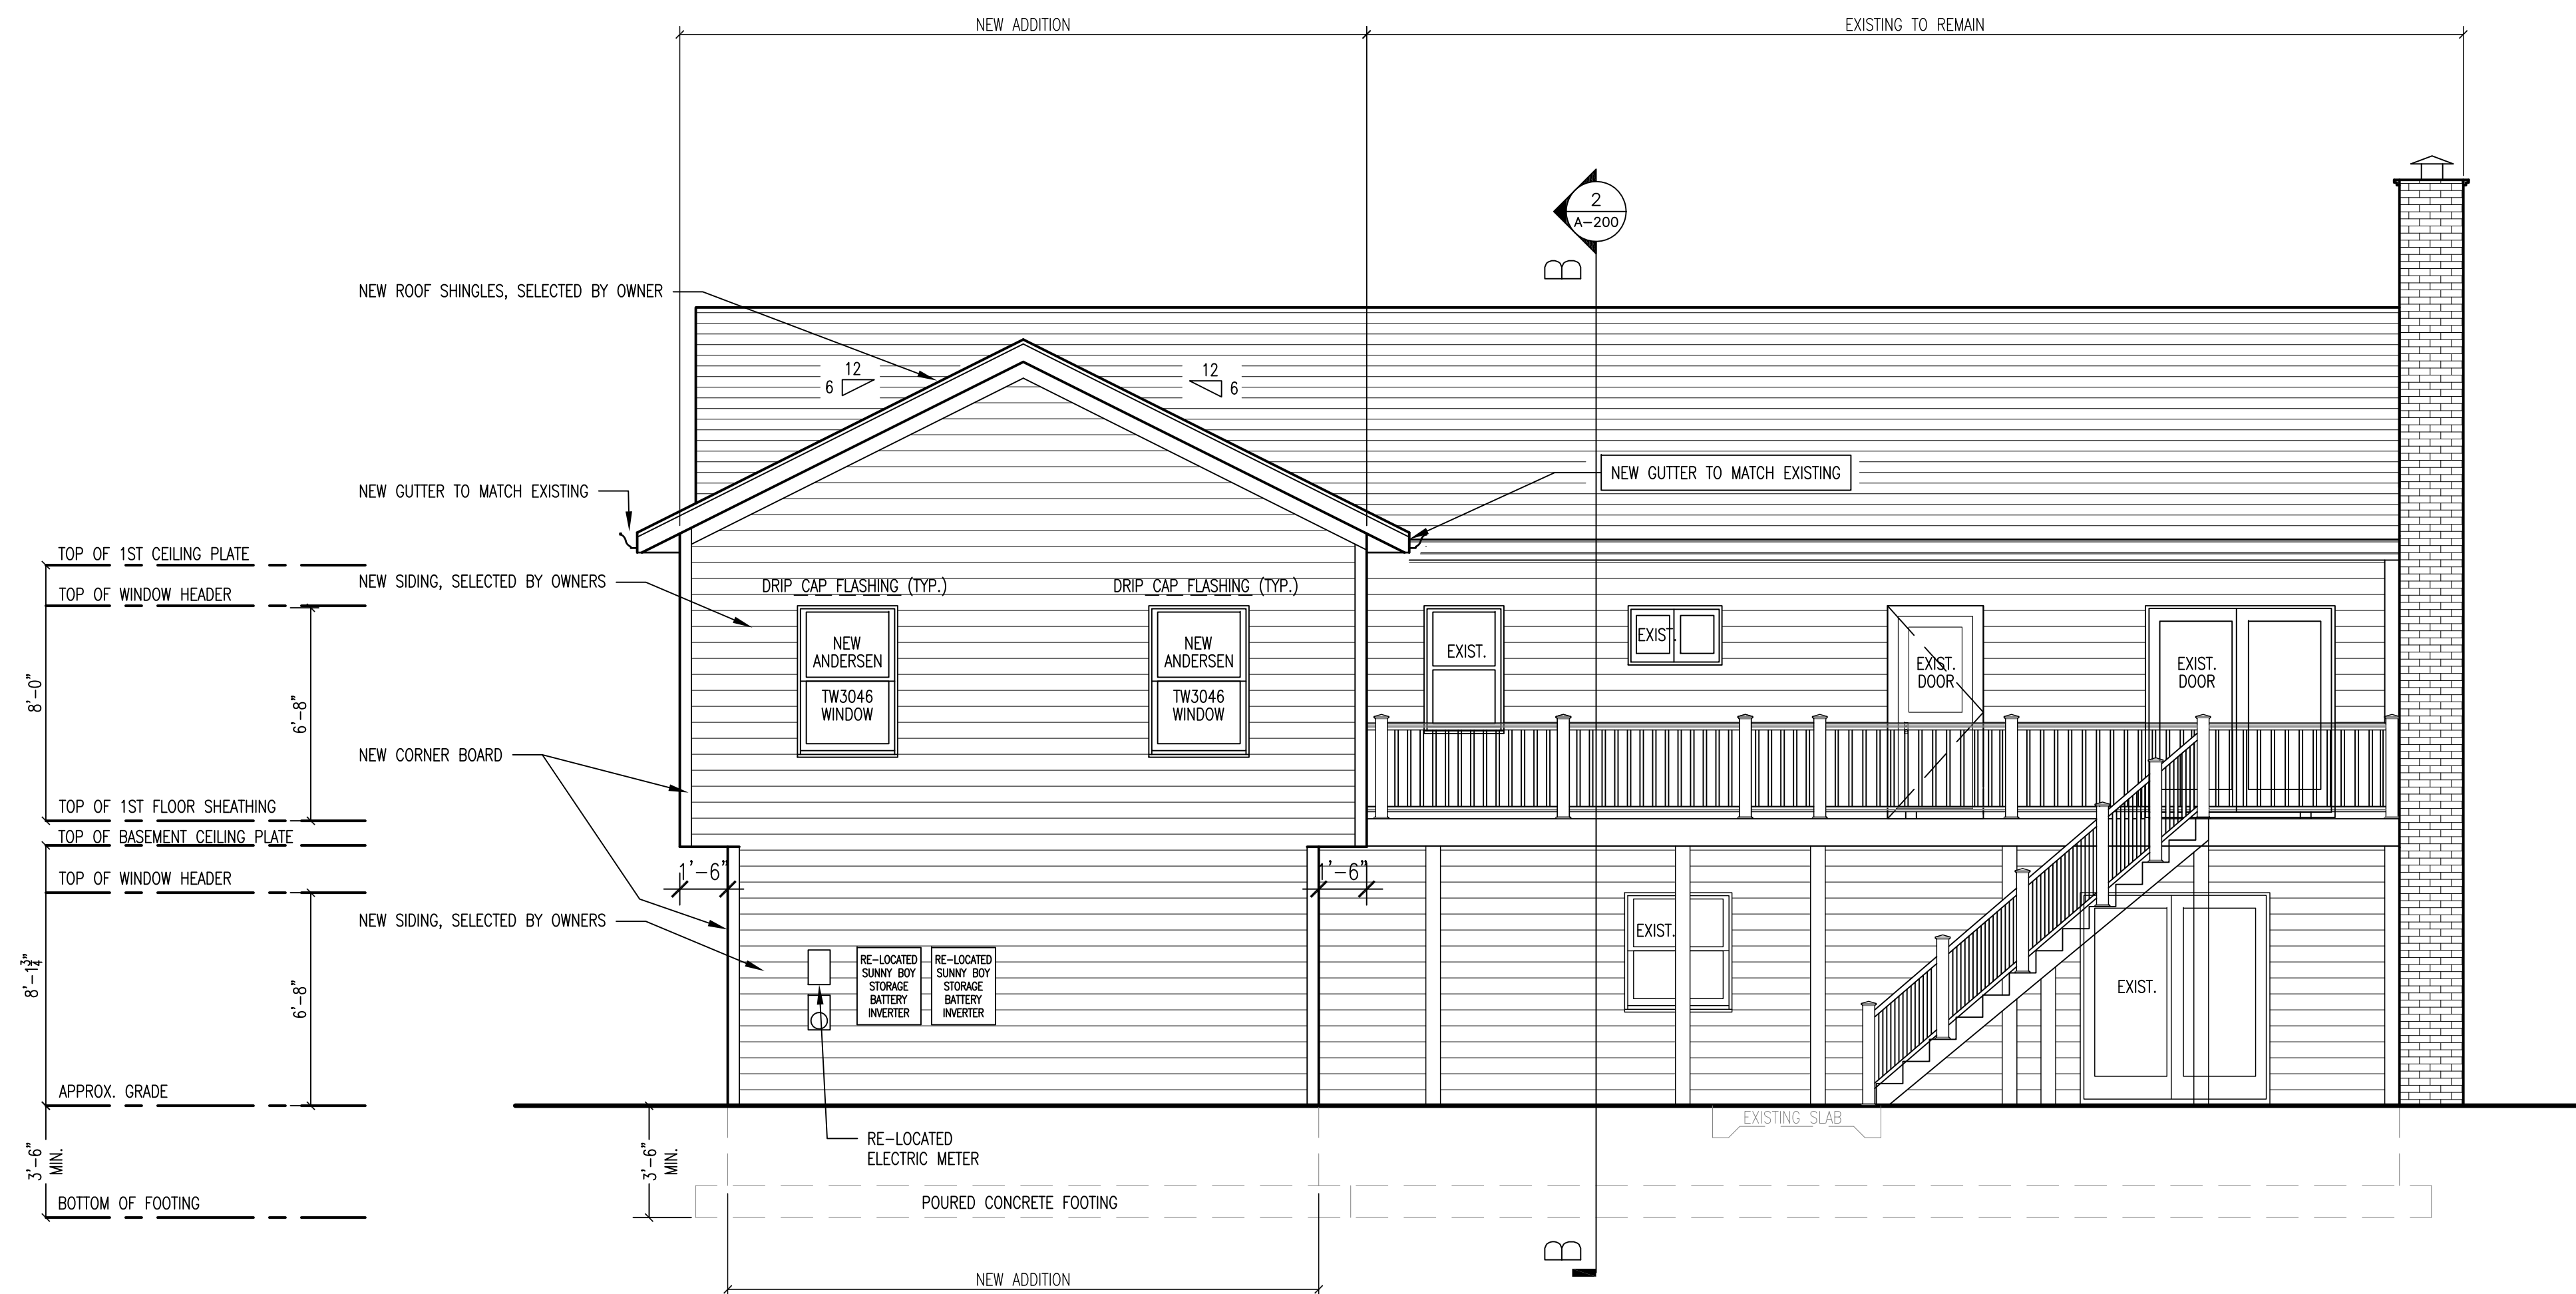 NEW ADDITION
EXISTING TO REMAIN
2
A-200
B
NEW ROOF SHINGLES, SELECTED BY OWNER
12
6
12
6
NEW GUTTER TO MATCH EXISTING
NEW GUTTER TO MATCH EXISTING
TOP OF 1ST CEILING PLATE
NEW SIDING, SELECTED BY OWNERS
TOP OF WINDOW HEADER
DRIP CAP FLASHING (TYP.)
DRIP CAP FLASHING (TYP.)
NEW
ANDERSEN
TW3046
WINDOW
NEW
ANDERSEN
TW3046
WINDOW
EXIST.
EXIST.
EXIST.
DOOR
EXIST.
DOOR
8'-0"
6'-8"
NEW CORNER BOARD
TOP OF 1ST FLOOR SHEATHING
TOP OF BASEMENT CEILING PLATE
TOP OF WINDOW HEADER
1'-6"
1'-6"
NEW SIDING, SELECTED BY OWNERS
8'-1¾"
6'-8"
RE-LOCATED
SUNNY BOY
STORAGE
BATTERY
INVERTER
RE-LOCATED
SUNNY BOY
STORAGE
BATTERY
INVERTER
EXIST.
EXIST.
APPROX. GRADE
EXISTING SLAB
3'-6"
MIN.
3'-6"
MIN.
RE-LOCATED
ELECTRIC METER
BOTTOM OF FOOTING
POURED CONCRETE FOOTING
B
NEW ADDITION